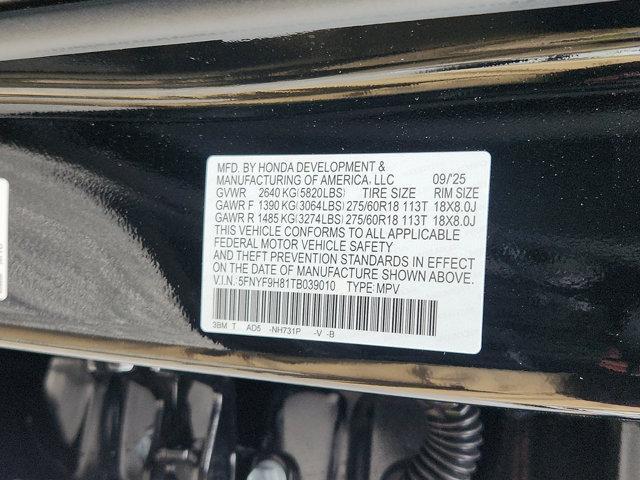 MFD. BY HONDA DEVELOPMENT &
MANUFACTURING OF AMERICA, LLC 09/'25
GVWR 2640 KG(5820LBS) TIRE SIZE RIM SIZE
GAWR F 1390 KG(3064LBS) 275/60R18 113T 18X8.0J
GAWR R 1485 KG(3274LBS) 275/60R18 113T 18X8.0J
THIS VEHICLE CONFORMS TO ALL APPLICABLE
FEDERAL MOTOR VEHICLE SAFETY
AND THEFT PREVENTION STANDARDS IN EFFECT
ON THE DATE OF MANUFACTURE SHOWN ABOVE.
V.I.N. 5FNYF9H81TB039010 TYPE: MPV
3BM T AD5 -NH731P -V -B